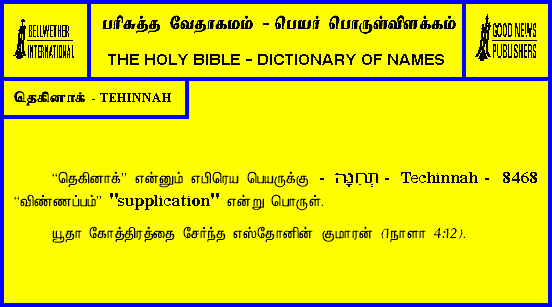 BELLWETHER
INTERNATIONAL
பரிசுத்த வேதாகமம் - பெயர் பொருள்விளக்கம்
THE HOLY BIBLE - DICTIONARY OF NAMES
GOOD NEWS
PUBLISHERS
தெகினாக் - TEHINNAH
“தெகினாக்” என்னும் எபிரெய பெயருக்கு - תְּחִנָּה - Techinnah - 8468
“விண்ணப்பம்” "supplication" என்று பொருள்.
யூதா கோத்திரத்தை சேர்ந்த எஸ்தோனின் குமாரன் (1நாளா 4:12).